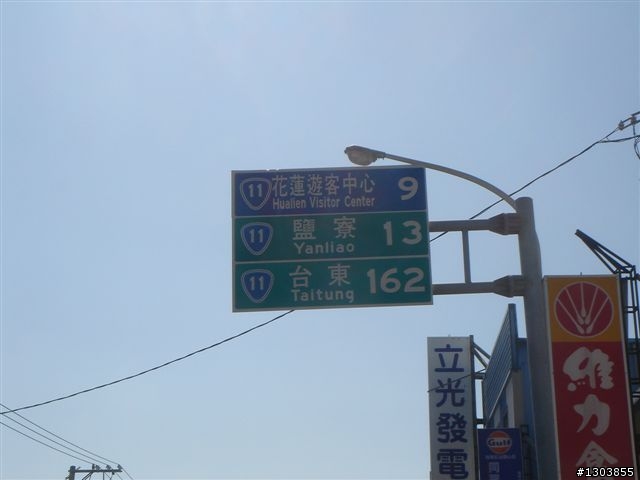 11 花蓮遊客中心 9
Hualien Visitor Center
11 鹽寮 13
Yanliao
11 台東 162
Taitung
立光發電
Gulf
維力食
#1303855